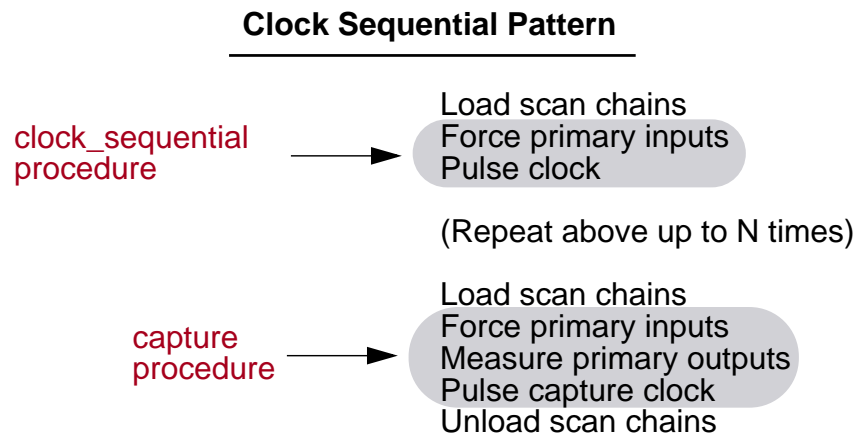 Clock Sequential Pattern
clock_sequential
procedure
Load scan chains
Force primary inputs
Pulse clock
(Repeat above up to N times)
capture
procedure
Load scan chains
Force primary inputs
Measure primary outputs
Pulse capture clock
Unload scan chains